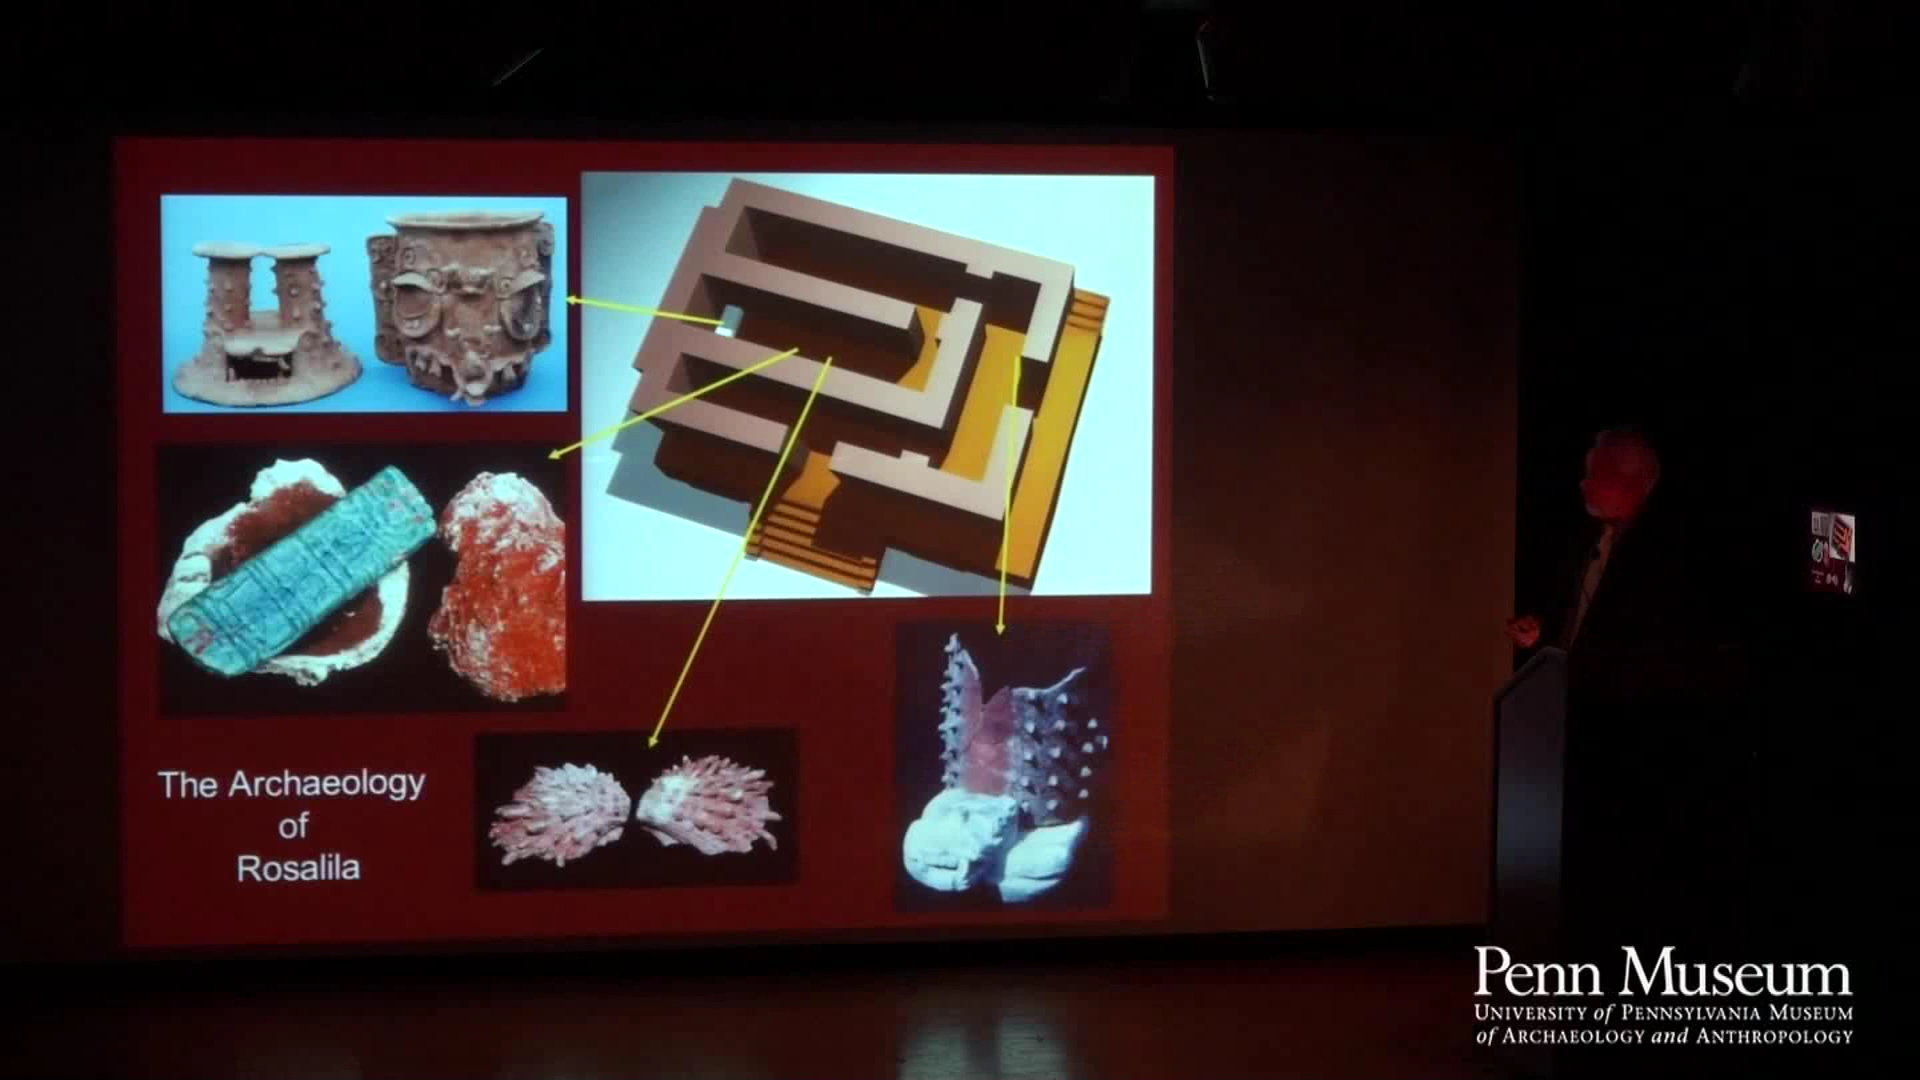 The Archaeology
of
Rosalila
Penn Museum
University of Pennsylvania Museum
of Archaeology and Anthropology